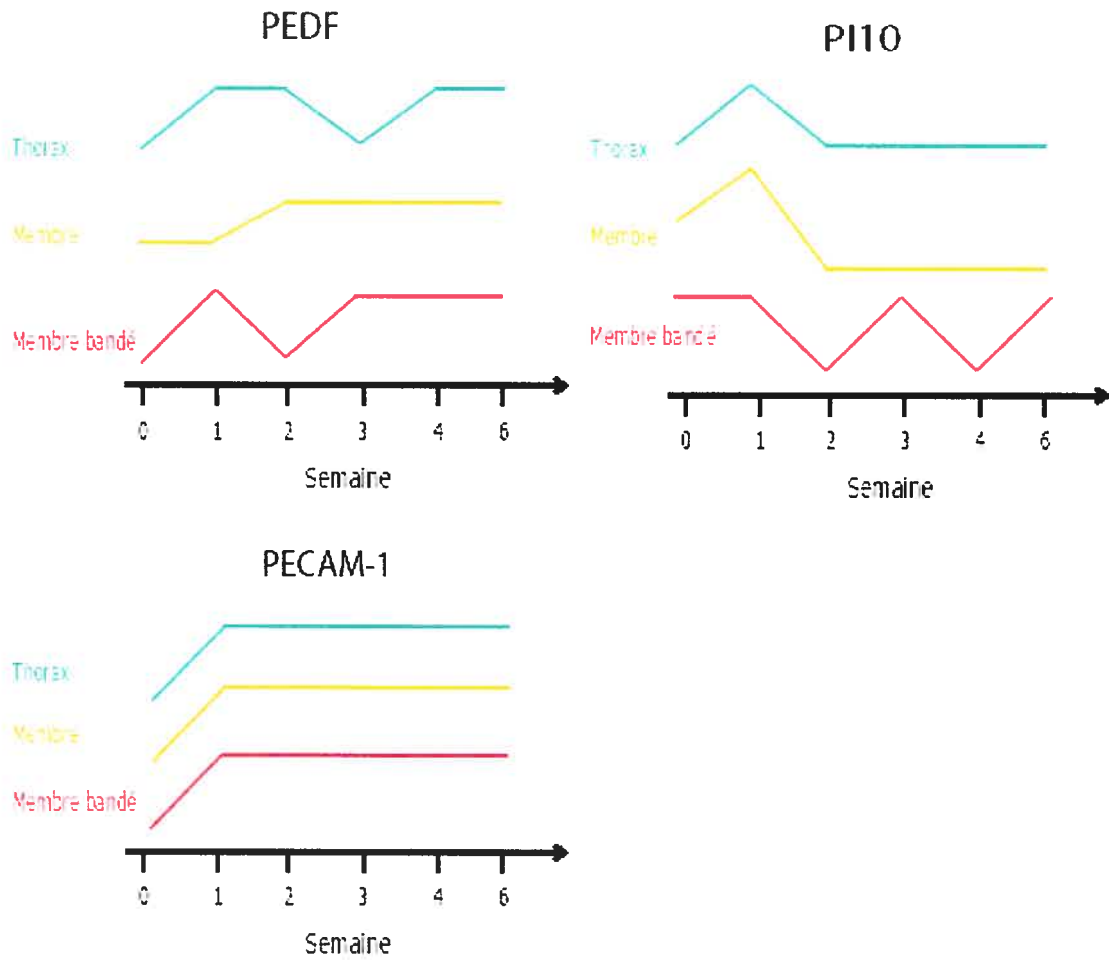 PEDF
Thorax
Membre
Membre bandé
0 1 2 3 4 6
Semaine
PI10
Thorax
Membre
Membre bandé
0 1 2 3 4 6
Semaine
PECAM-1
Thorax
Membre
Membre bandé
0 1 2 3 4 6
Semaine